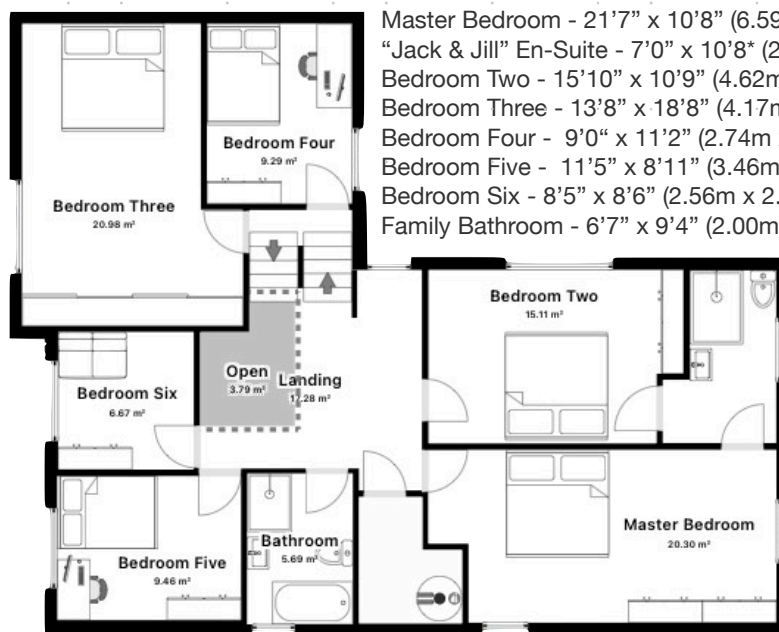 Master Bedroom - 21’7” x 10’8” (6.59
“Jack & Jill” En-Suite - 7’0” x 10’8* (2
Bedroom Two - 15’10” x 10’9” (4.62m
Bedroom Three - 13’8” x 18’8” (4.17m
Bedroom Four -  9’0“ x 11’2” (2.74m
Bedroom Five -  11’5” x 8’11” (3.46m
Bedroom Six - 8’5” x 8’6” (2.56m x 2.
Family Bathroom - 6’7” x 9’4” (2.00m
Bedroom Four
9.29 m²
Bedroom Three
20.98 m²
Bedroom Two
15.11 m²
Open
3.79 m²
Landing
17.28 m²
Bedroom Six
6.67 m²
Master Bedroom
20.30 m²
Bathroom
5.69 m²
Bedroom Five
9.46 m²